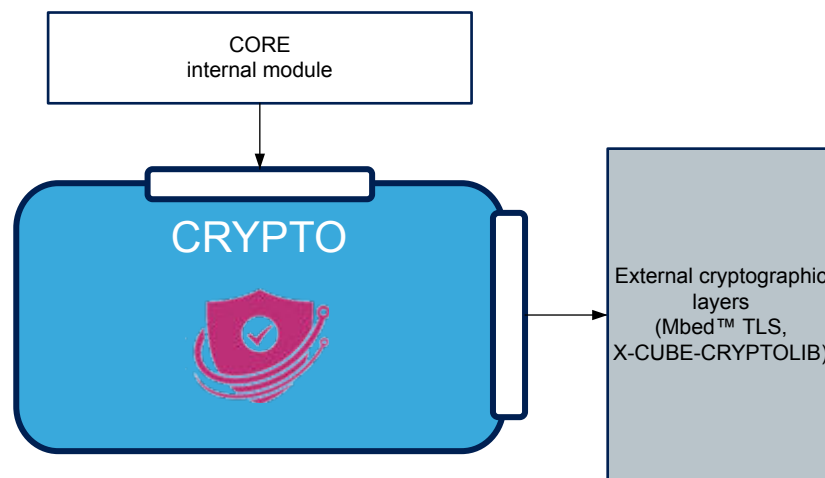 CORE
internal module
CRYPTO
External cryptographic
layers
(Mbed™ TLS,
X-CUBE-CRYPTOLIB)